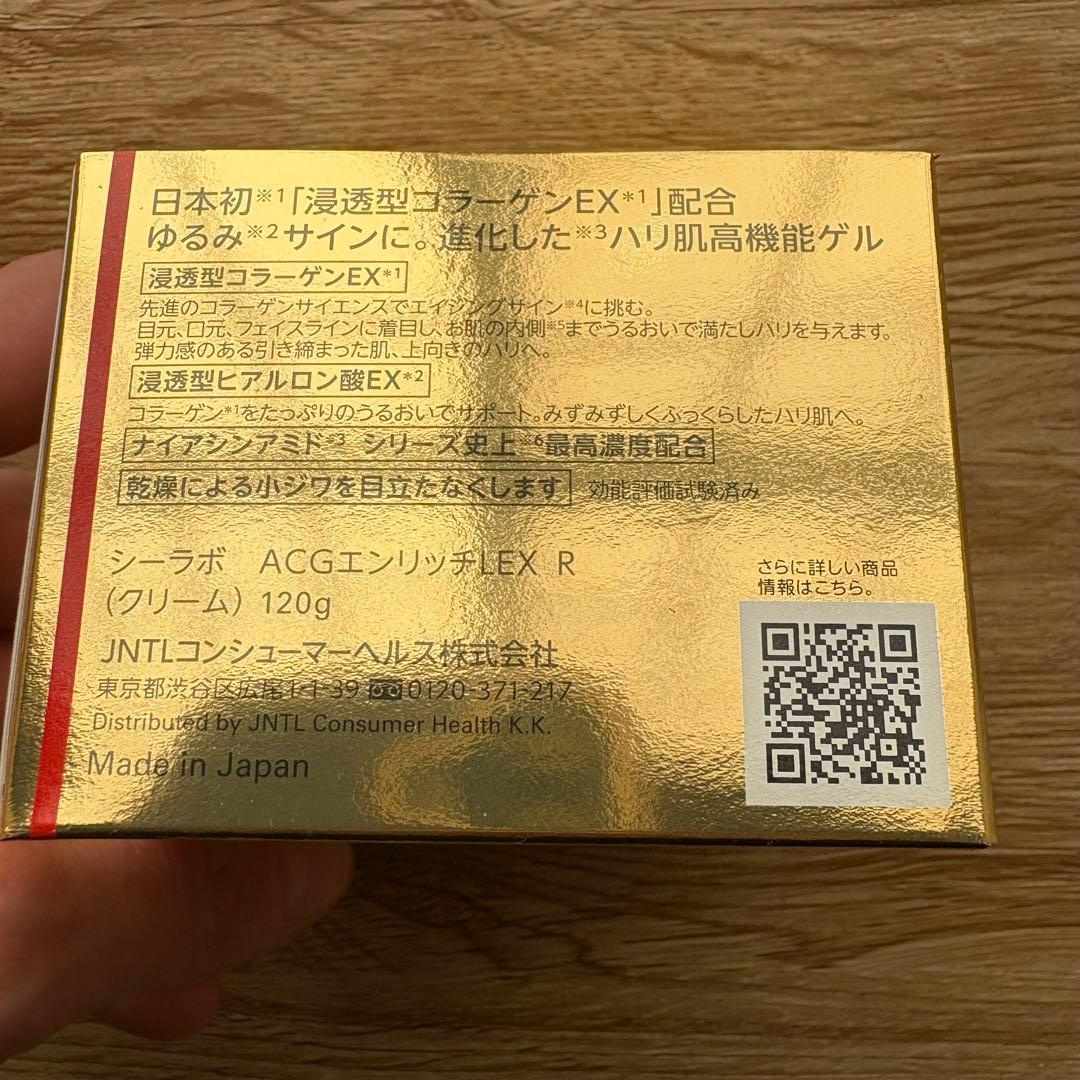 日本初※1「浸透型コラーゲンEX*1」配合
ゆるみ※2サインに。進化した※3ハリ肌高機能ゲル
浸透型コラーゲンEX*1
先進のコラーゲンサイエンスでエイジングサイン※4に挑む。
目元、口元、フェイスラインに着目し、お肌の内側※5までうるおいで満たしハリを与えます。
弾力感のある引き締まった肌、上向きのハリへ。
浸透型ヒアルロン酸EX*2
コラーゲン*1をたっぷりのうるおいでサポート。みずみずしくふっくらしたハリ肌へ。
ナイアシンアミド*3 シリーズ史上※6最高濃度配合
乾燥による小ジワを目立たなくします 効能評価試験済み
シーラボ ACGエンリッチLEX R
(クリーム) 120g
さらに詳しい商品
情報はこちら。
JNTLコンシューマーヘルス株式会社
東京都渋谷区広尾1-1-39 0120-371-217
Distributed by JNTL Consumer Health K.K.
Made in Japan